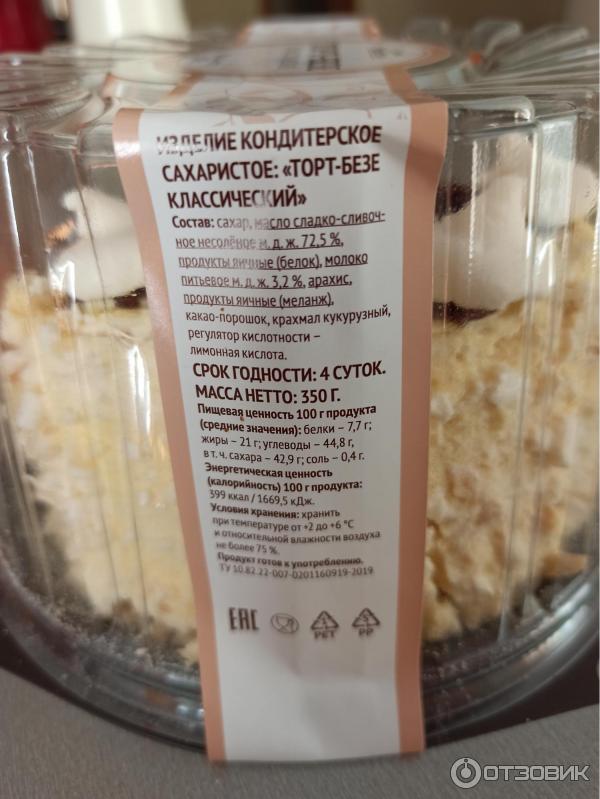 ИЗДЕЛИЕ КОНДИТЕРСКОЕ
САХАРИСТОЕ: «ТОРТ-БЕЗЕ
КЛАССИЧЕСКИЙ»
Состав: сахар, масло сладко-сливоч-
ное несолёное м. д. ж. 72,5 %,
продукты яичные (белок), молоко
питьевое м. д. ж. 3,2 %, арахис,
продукты яичные (меланж),
какао-порошок, крахмал кукурузный,
регулятор кислотности –
лимонная кислота.
СРОК ГОДНОСТИ: 4 СУТОК.
МАССА НЕТТО: 350 Г.
Пищевая ценность 100 г продукта
(средние значения): белки – 7,7 г;
жиры – 21 г; углеводы – 44,8 г,
в т. ч. сахара – 42,9 г; соль – 0,4 г.
Энергетическая ценность
(калорийность) 100 г продукта:
399 ккал / 1669,5 кДж.
Условия хранения: хранить
при температуре от +2 до +6 °C
и относительной влажности воздуха
не более 75 %.
Продукт готов к употреблению.
ТУ 10.82.22-007-0201160919-2019
EAC
1
PET
5
PP
ОТЗОВИК